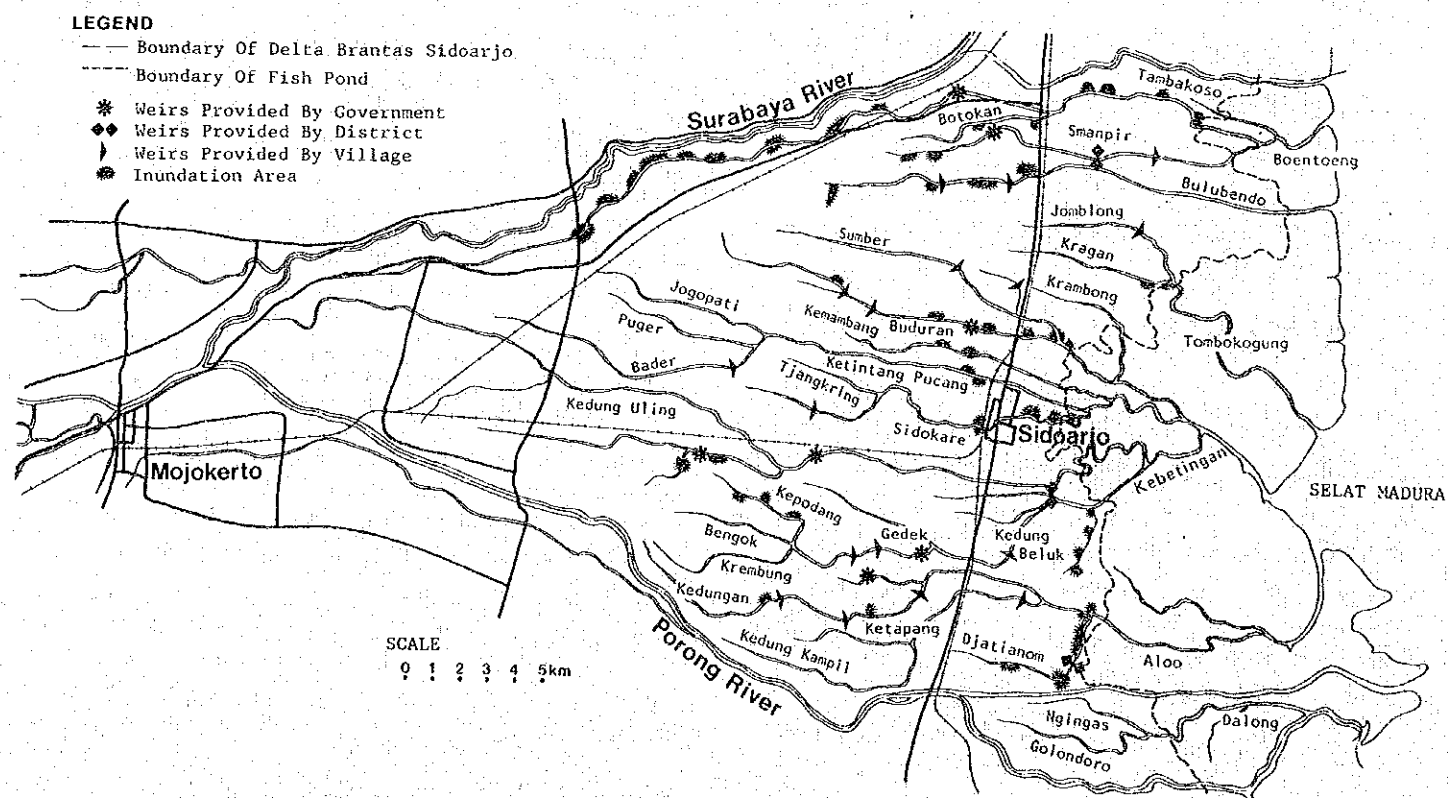 LEGEND
Boundary Of Delta Brantas Sidoarjo
Boundary Of Fish Pond
Weirs Provided By Government
Weirs Provided By District
Weirs Provided By Village
Inundation Area
Surabaya River
Tambakoso
Botokan
Smanpir
Boentoeng
Bulubendo
Jomblong
Sumber
Kragan
Krambong
Jogopati
Puger
Kemambang
Buduran
Tombokogung
Bader
Ketintang Pucang
Tjangkring
Kedung Uling
Sidokare
Sidoarjo
Mojokerto
Kebetingan
SELAT MADURA
Kepodang
Bengok
Gedek
Kedung
Beluk
Krembung
Kedungan
Ketapang
Porong River
Kedung Kampil
Djatianom
Aloo
SCALE
0 1 2 3 4 5km
Ngingas
Dalong
Golondoro